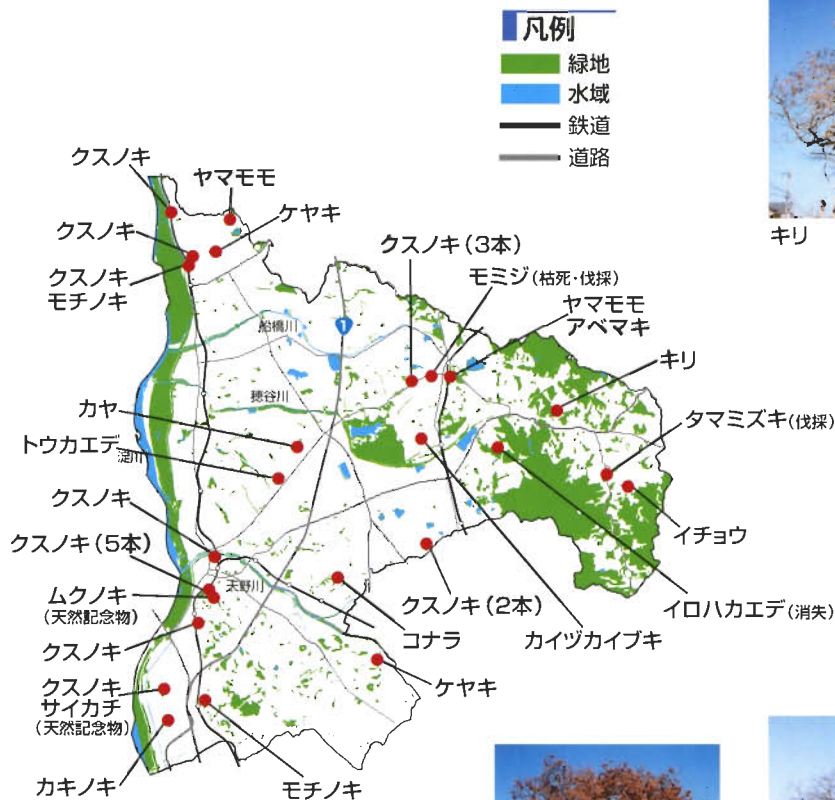 凡例
緑地
水域
鉄道
道路
キリ
クスノキ
ヤマモモ
ケヤキ
クスノキ
クスノキ
モチノキ
クスノキ（3本）
モミジ（枯死・伐採）
ヤマモモ
アベマキ
船橋川
1
キリ
穂谷川
カヤ
タマミズキ（伐採）
トウカエデ
淀川
クスノキ
イチョウ
クスノキ（5本）
天野川
ムクノキ
（天然記念物）
クスノキ（2本）
イロハカエデ（消失）
コナラ
カイヅカイブキ
クスノキ
ケヤキ
クスノキ
サイカチ
（天然記念物）
カキノキ
モチノキ